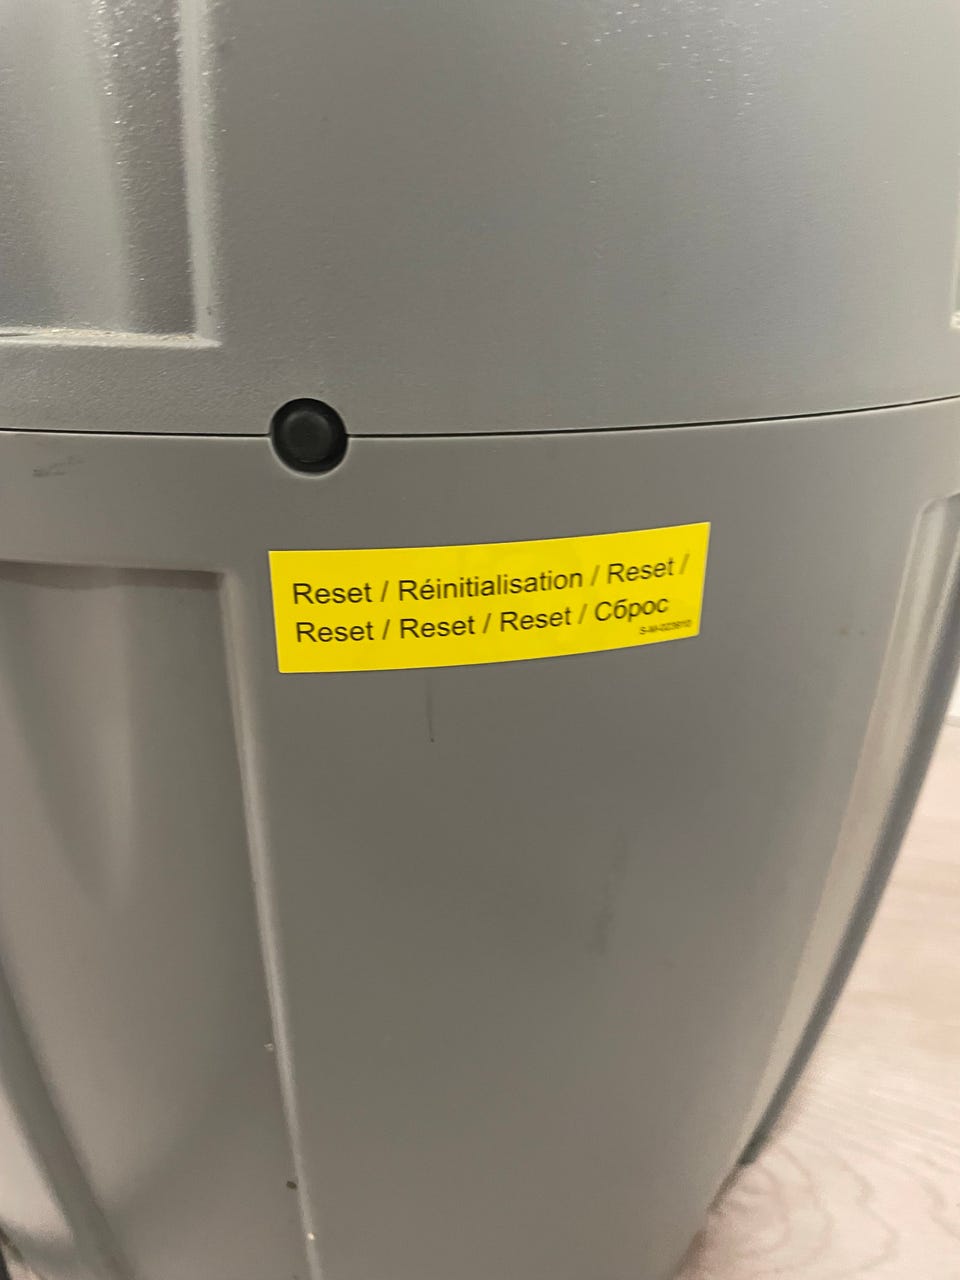 Reset / Réinitialisation / Reset /
Reset / Reset / Reset / Сброс